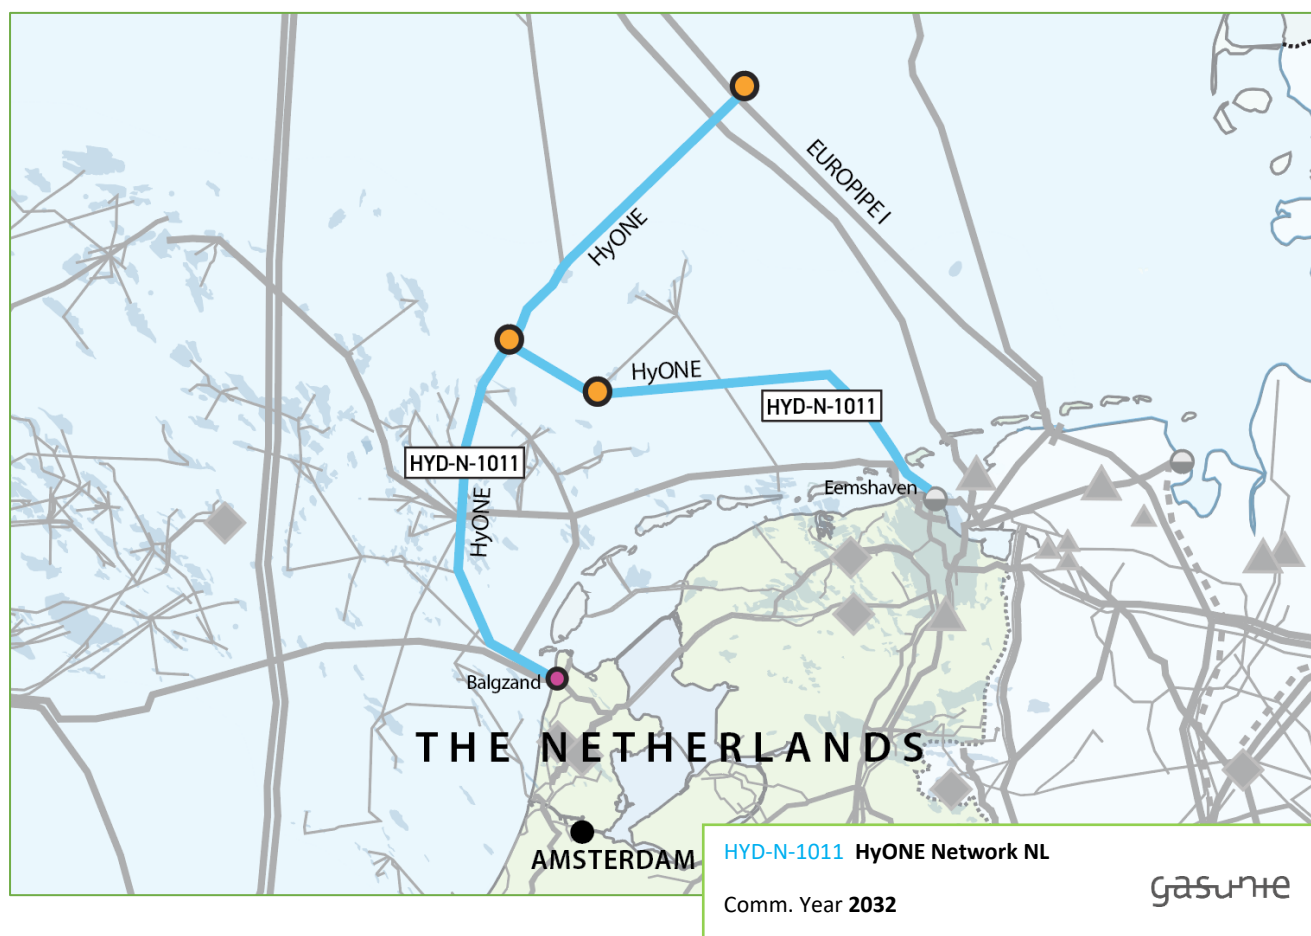 EUROPIPE I
HyONE
HyONE
HYD-N-1011
HYD-N-1011
HyONE
Eemshaven
Balgzand
THE NETHERLANDS
AMSTERDAM
HYD-N-1011 HyONE Network NL
Comm. Year 2032
gasunie